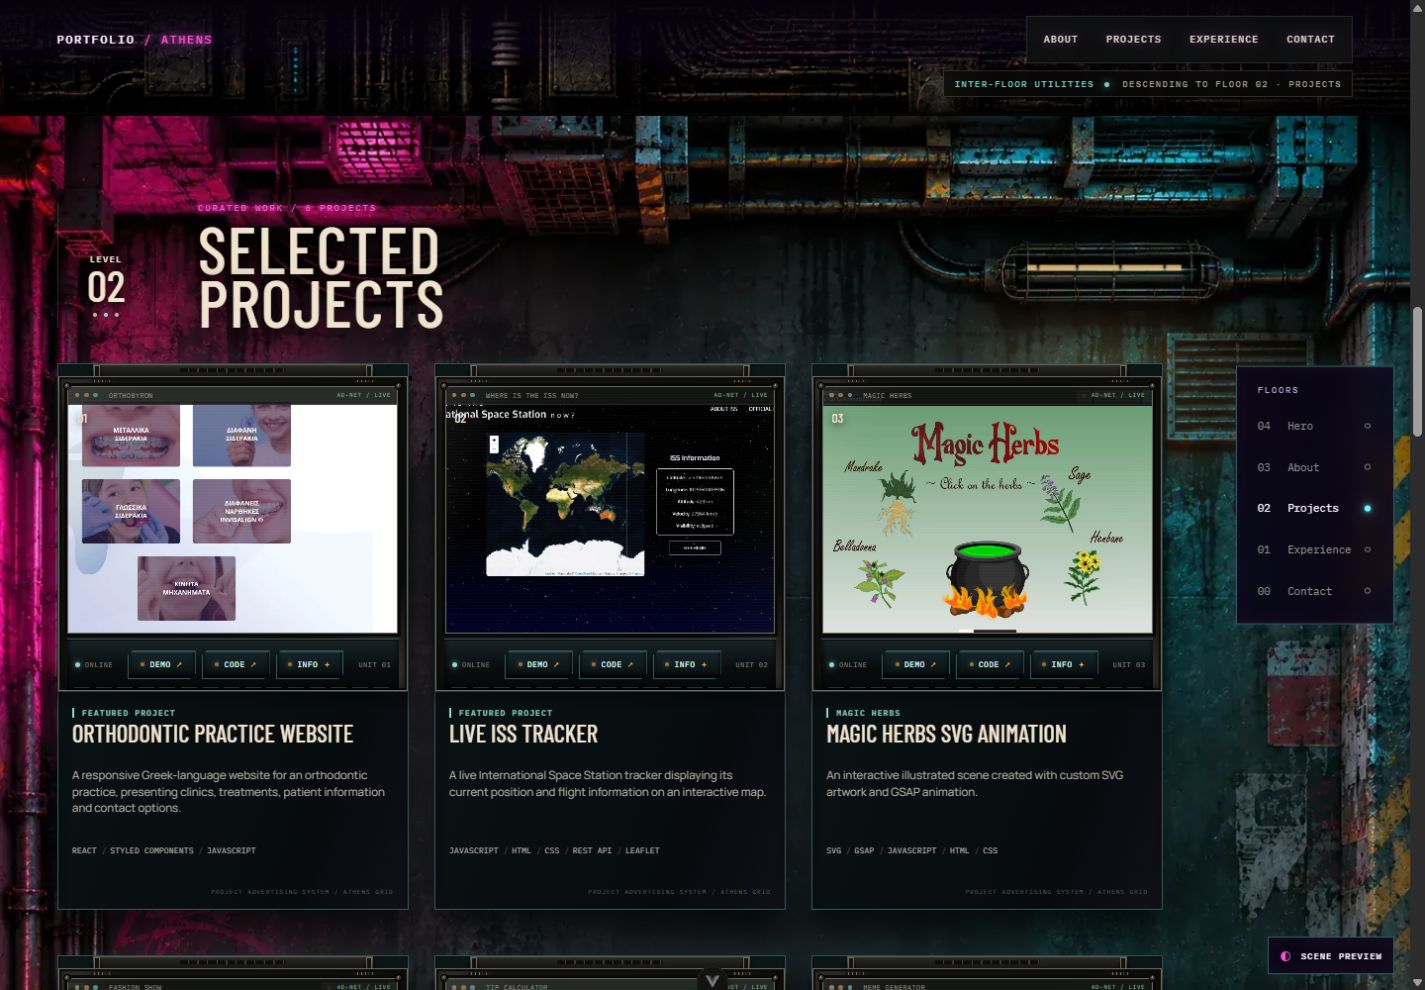 PORTFOLIO / ATHENS
ABOUT PROJECTS EXPERIENCE CONTACT
INTER-FLOOR UTILITIES DESCENDING TO FLOOR 02 - PROJECTS
CURATED WORK / 6 PROJECTS
LEVEL
02
SELECTED
PROJECTS
ORTHOBYRON AD-NET / LIVE
01
ΜΕΤΑΛΛΙΚΑ
ΣΙΔΕΡΑΚΙΑ
ΔΙΑΦΑΝΗ
ΣΙΔΕΡΑΚΙΑ
ΓΛΩΣΣΙΚΑ
ΣΙΔΕΡΑΚΙΑ
ΔΙΑΦΑΝΕΙΣ
ΝΑΡΘΗΚΕΣ
INVISALIGN ®
ΚΙΝΗΤΑ
ΜΗΧΑΝΗΜΑΤΑ
ONLINE DEMO ↗ CODE ↗ INFO + UNIT 01
FEATURED PROJECT
ORTHODONTIC PRACTICE WEBSITE
A responsive Greek-language website for an orthodontic
practice, presenting clinics, treatments, patient information
and contact options.
REACT / STYLED COMPONENTS / JAVASCRIPT
PROJECT ADVERTISING SYSTEM / ATHENS GRID
WHERE IS THE ISS NOW? AD-NET / LIVE
02
ational Space Station now?
ABOUT ISS OFFICIAL
ISS Information
ONLINE DEMO ↗ CODE ↗ INFO + UNIT 02
FEATURED PROJECT
LIVE ISS TRACKER
A live International Space Station tracker displaying its
current position and flight information on an interactive map.
JAVASCRIPT / HTML / CSS / REST API / LEAFLET
PROJECT ADVERTISING SYSTEM / ATHENS GRID
MAGIC HERBS AD-NET / LIVE
03
Magic Herbs
~ Click on the herbs ~
Mandrake
Sage
Belladonna
Henbane
ONLINE DEMO ↗ CODE ↗ INFO + UNIT 03
MAGIC HERBS
MAGIC HERBS SVG ANIMATION
An interactive illustrated scene created with custom SVG
artwork and GSAP animation.
SVG / GSAP / JAVASCRIPT / HTML / CSS
PROJECT ADVERTISING SYSTEM / ATHENS GRID
FLOORS
04 Hero
03 About
02 Projects
01 Experience
00 Contact
FASHION SHOW AD-NET / LIVE
TIP CALCULATOR NET / LIVE
MEME GENERATOR AD-NET / LIVE
SCENE PREVIEW